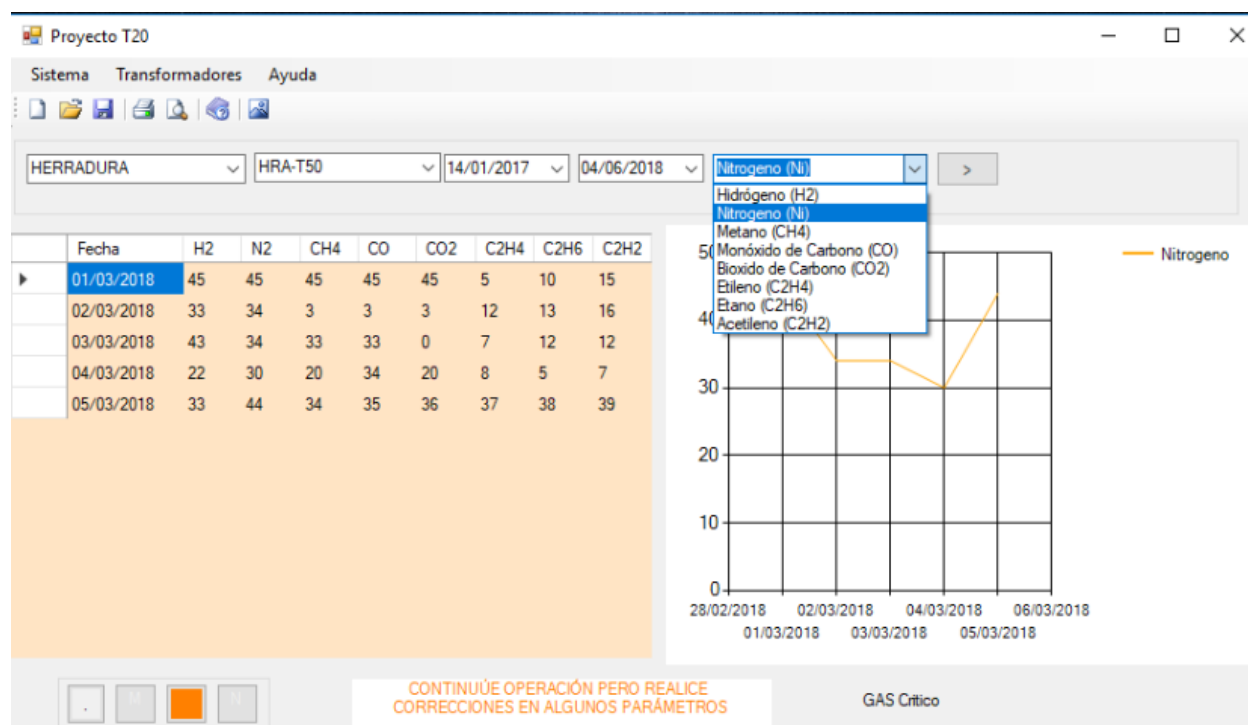 Proyecto T20
Sistema Transformadores Ayuda
HERRADURA HRA-T50 14/01/2017 04/06/2018 Nitrogeno (Ni) >
Hidrógeno (H2)
Nitrogeno (Ni)
Metano (CH4)
Monóxido de Carbono (CO)
Bioxido de Carbono (CO2)
Etileno (C2H4)
Etano (C2H6)
Acetileno (C2H2)
Fecha H2 N2 CH4 CO CO2 C2H4 C2H6 C2H2
01/03/2018 45 45 45 45 45 5 10 15
02/03/2018 33 34 3 3 3 12 13 16
03/03/2018 43 34 33 33 0 7 12 12
04/03/2018 22 30 20 34 20 8 5 7
05/03/2018 33 44 34 35 36 37 38 39
Nitrogeno
50
40
30
20
10
0
28/02/2018 02/03/2018 04/03/2018 06/03/2018
01/03/2018 03/03/2018 05/03/2018
. M N
CONTINUÚE OPERACIÓN PERO REALICE
CORRECCIONES EN ALGUNOS PARÁMETROS
GAS Critico